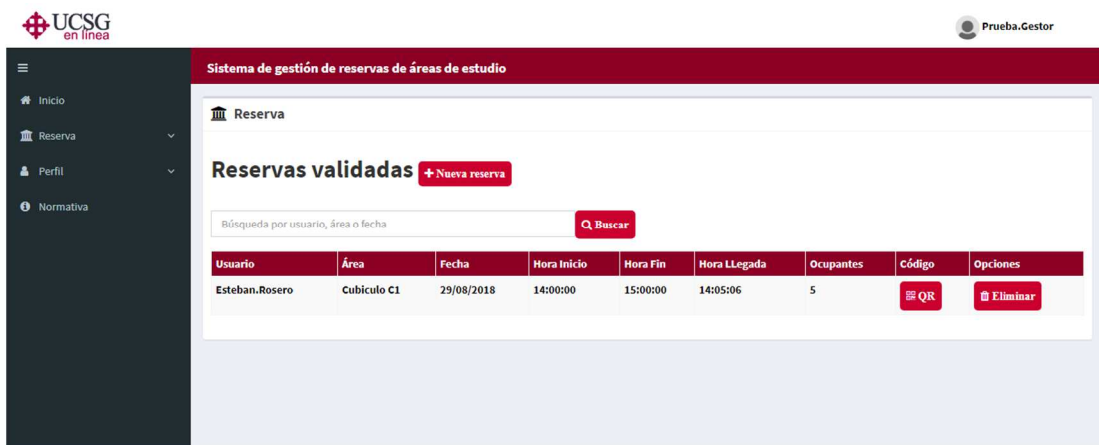 UCSG
en línea
Prueba.Gestor
Sistema de gestión de reservas de áreas de estudio
Inicio
Reserva
Perfil
Normativa
Reserva
Reservas validadas + Nueva reserva
Búsqueda por usuario, área o fecha Buscar
Usuario Área Fecha Hora Inicio Hora Fin Hora LLegada Ocupantes Código Opciones
Esteban.Rosero Cubiculo C1 29/08/2018 14:00:00 15:00:00 14:05:06 5 QR Eliminar